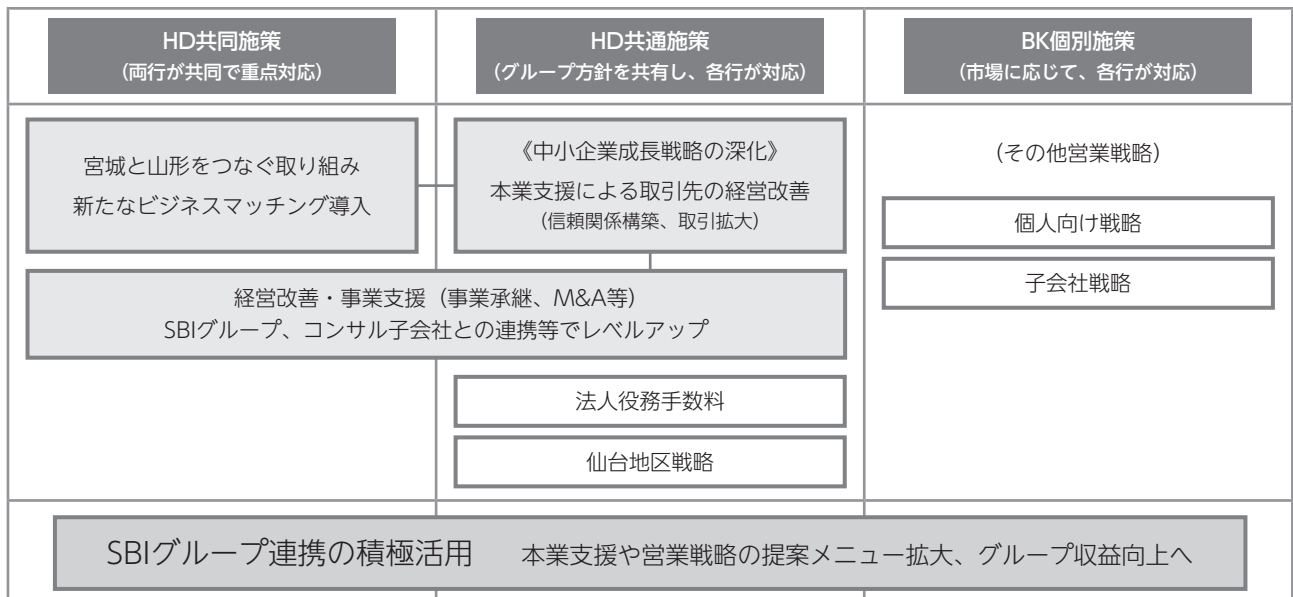 HD共同施策
(両行が共同で重点対応)
HD共通施策
(グループ方針を共有し、各行が対応)
BK個別施策
(市場に応じて、各行が対応)
宮城と山形をつなぐ取り組み
新たなビジネスマッチング導入
《中小企業成長戦略の深化》
本業支援による取引先の経営改善
(信頼関係構築、取引拡大)
経営改善・事業支援（事業承継、M&A等）
SBIグループ、コンサル子会社との連携等でレベルアップ
法人役務手数料
仙台地区戦略
(その他営業戦略)
個人向け戦略
子会社戦略
SBIグループ連携の積極活用　本業支援や営業戦略の提案メニュー拡大、グループ収益向上へ